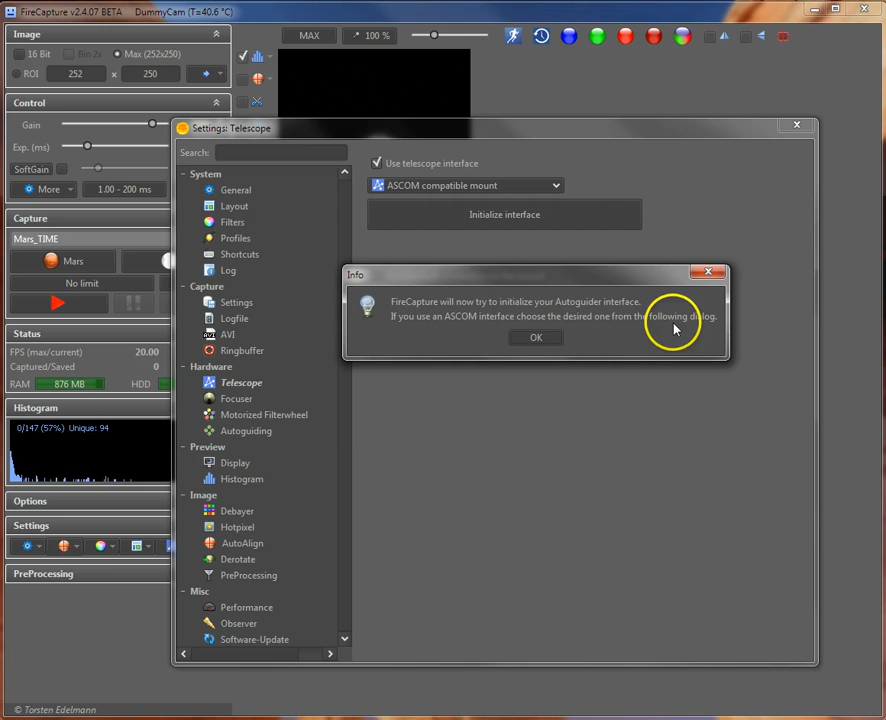 FireCapture v2.4.07 BETA DummyCam (T=40.6 °C)
Image
16 Bit Bin 2x Max (252x250)
ROI 252 x 250
MAX 100 %
Control
Gain
Exp. (ms)
SoftGain
More 1.00 - 200 ms
Capture
Mars_TIME
Mars
No limit
Status
FPS (max/current) 20.00
Captured/Saved 0
RAM 876 MB HDD
Histogram
0/147 (57%) Unique: 94
Options
Settings
PreProcessing
© Torsten Edelmann
Settings: Telescope
Search:
System
General
Layout
Filters
Profiles
Shortcuts
Log
Capture
Settings
Logfile
AVI
Ringbuffer
Hardware
Telescope
Focuser
Motorized Filterwheel
Autoguiding
Preview
Display
Histogram
Image
Debayer
Hotpixel
AutoAlign
Derotate
PreProcessing
Misc
Performance
Observer
Software-Update
Use telescope interface
ASCOM compatible mount
Initialize interface
Info
FireCapture will now try to initialize your Autoguider interface.
If you use an ASCOM interface choose the desired one from the following dialog.
OK